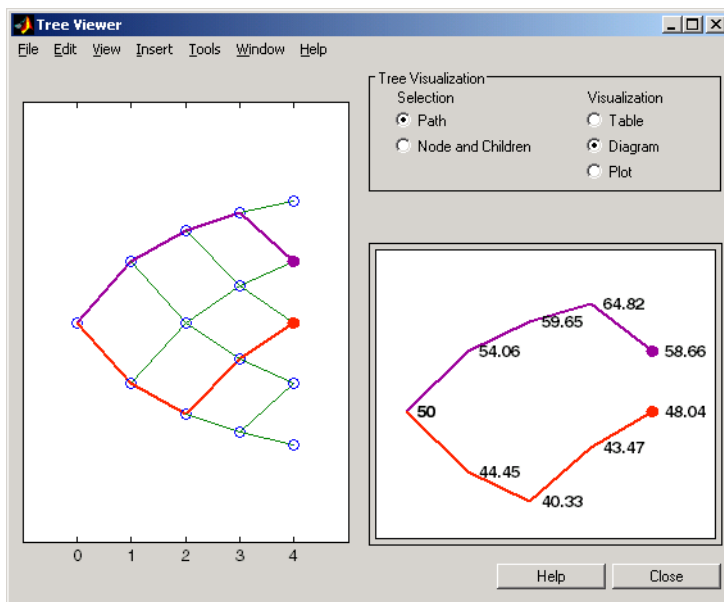 Tree Viewer
File Edit View Insert Tools Window Help
Tree Visualization
Selection Visualization
Path Table
Node and Children Diagram
Plot
64.82
59.65
54.06 58.66
50 48.04
43.47
44.45
40.33
0 1 2 3 4
Help Close